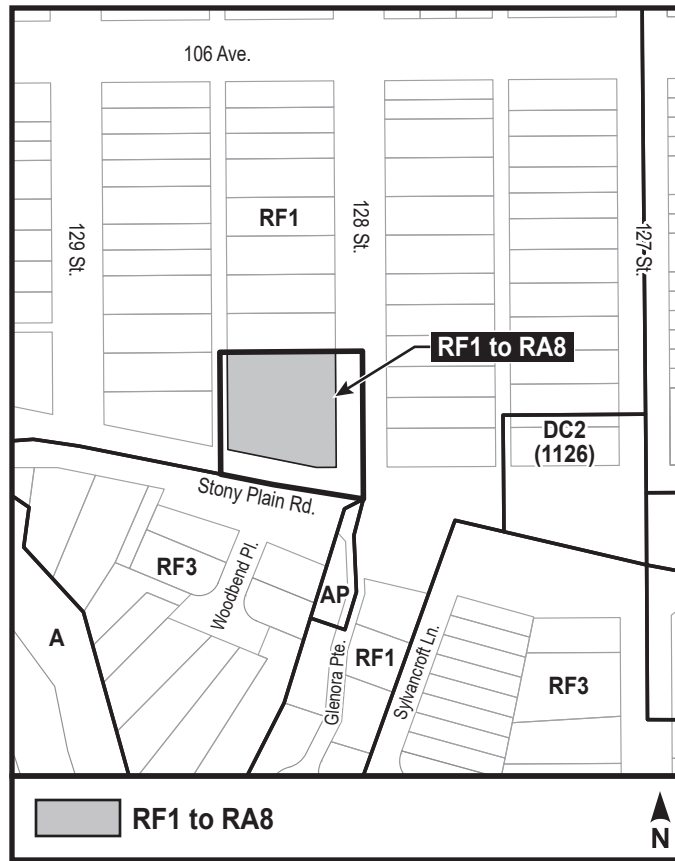 106 Ave.
RF1
129 St.
128 St.
127 St.
RF1 to RA8
DC2
(1126)
Stony Plain Rd.
RF3
Woodbend Pl.
AP
A
Glenora Pte.
RF1
Sylvancroft Ln.
RF3
RF1 to RA8
N